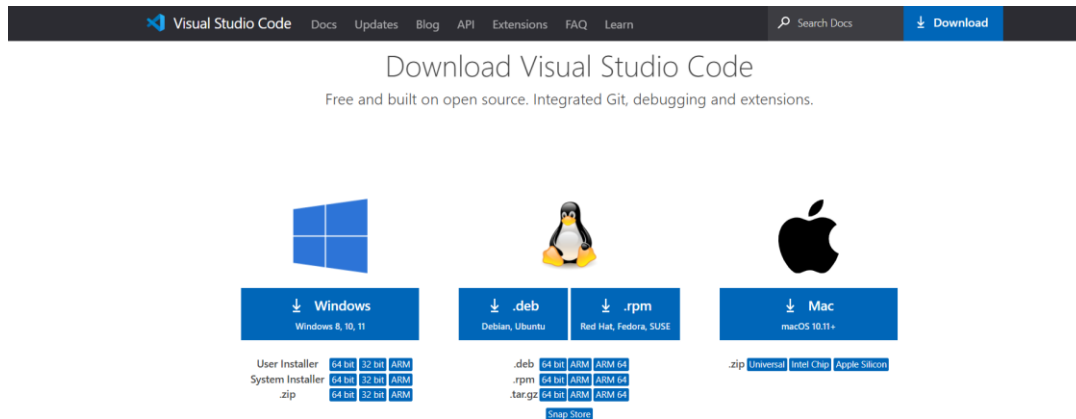 Visual Studio Code Docs Updates Blog API Extensions FAQ Learn Search Docs Download
Download Visual Studio Code
Free and built on open source. Integrated Git, debugging and extensions.
Windows
Windows 8, 10, 11
User Installer 64 bit 32 bit ARM
System Installer 64 bit 32 bit ARM
.zip 64 bit 32 bit ARM
.deb
Debian, Ubuntu
.rpm
Red Hat, Fedora, SUSE
.deb 64 bit ARM ARM 64
.rpm 64 bit ARM ARM 64
.tar.gz 64 bit ARM ARM 64
Snap Store
Mac
macOS 10.11+
.zip Universal Intel Chip Apple Silicon